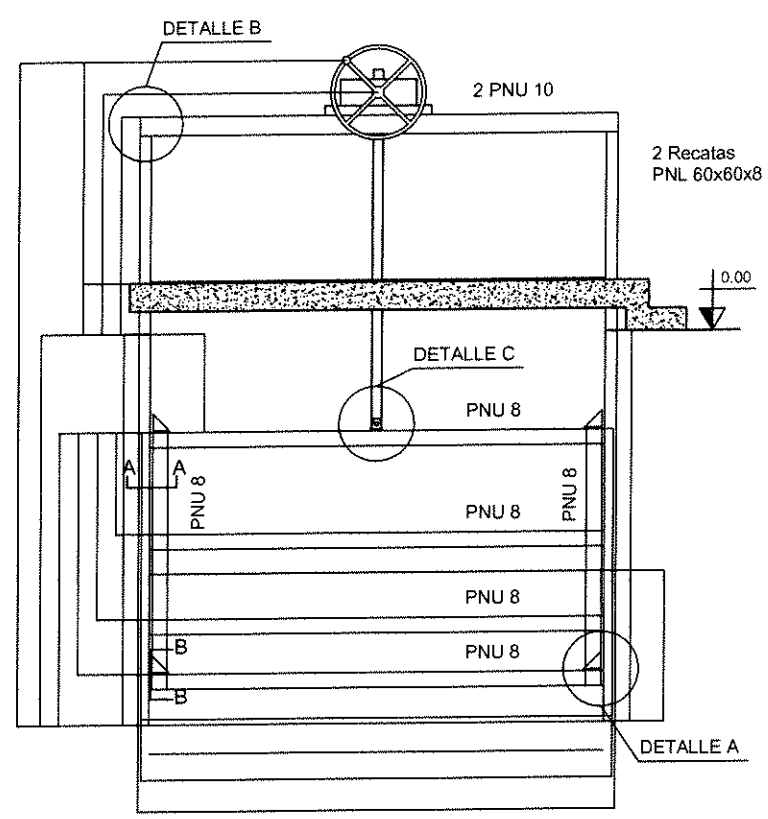 DETALLE B
2 PNU 10
2 Recatas
PNL 60x60x8
0.00
DETALLE C
PNU 8
A A
PNU 8
PNU 8
PNU 8
PNU 8
B
PNU 8
B
DETALLE A